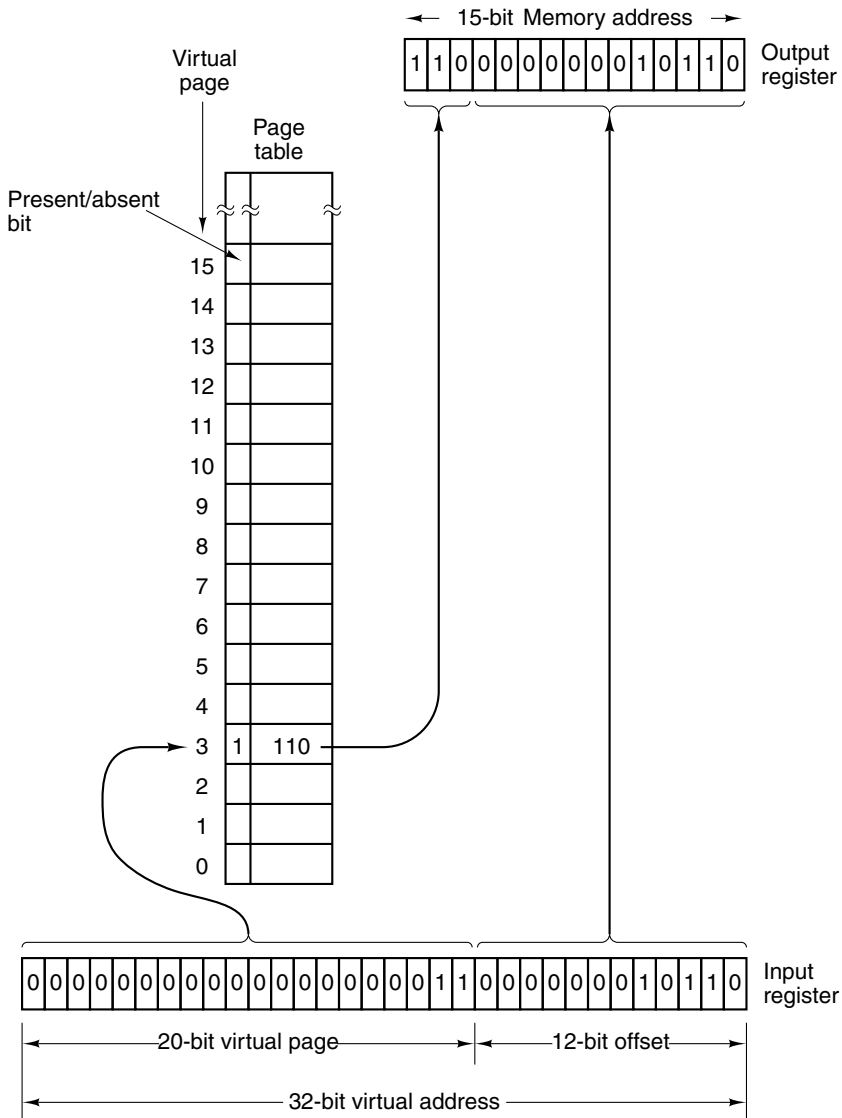 15-bit Memory address
1 1 0 0 0 0 0 0 0 0 1 0 1 1 0
Output
register
Virtual
page
Page
table
Present/absent
bit
15
14
13
12
11
10
9
8
7
6
5
4
3 1 110
2
1
0
0 0 0 0 0 0 0 0 0 0 0 0 0 0 0 0 0 0 1 1 0 0 0 0 0 0 0 1 0 1 1 0
Input
register
20-bit virtual page
12-bit offset
32-bit virtual address